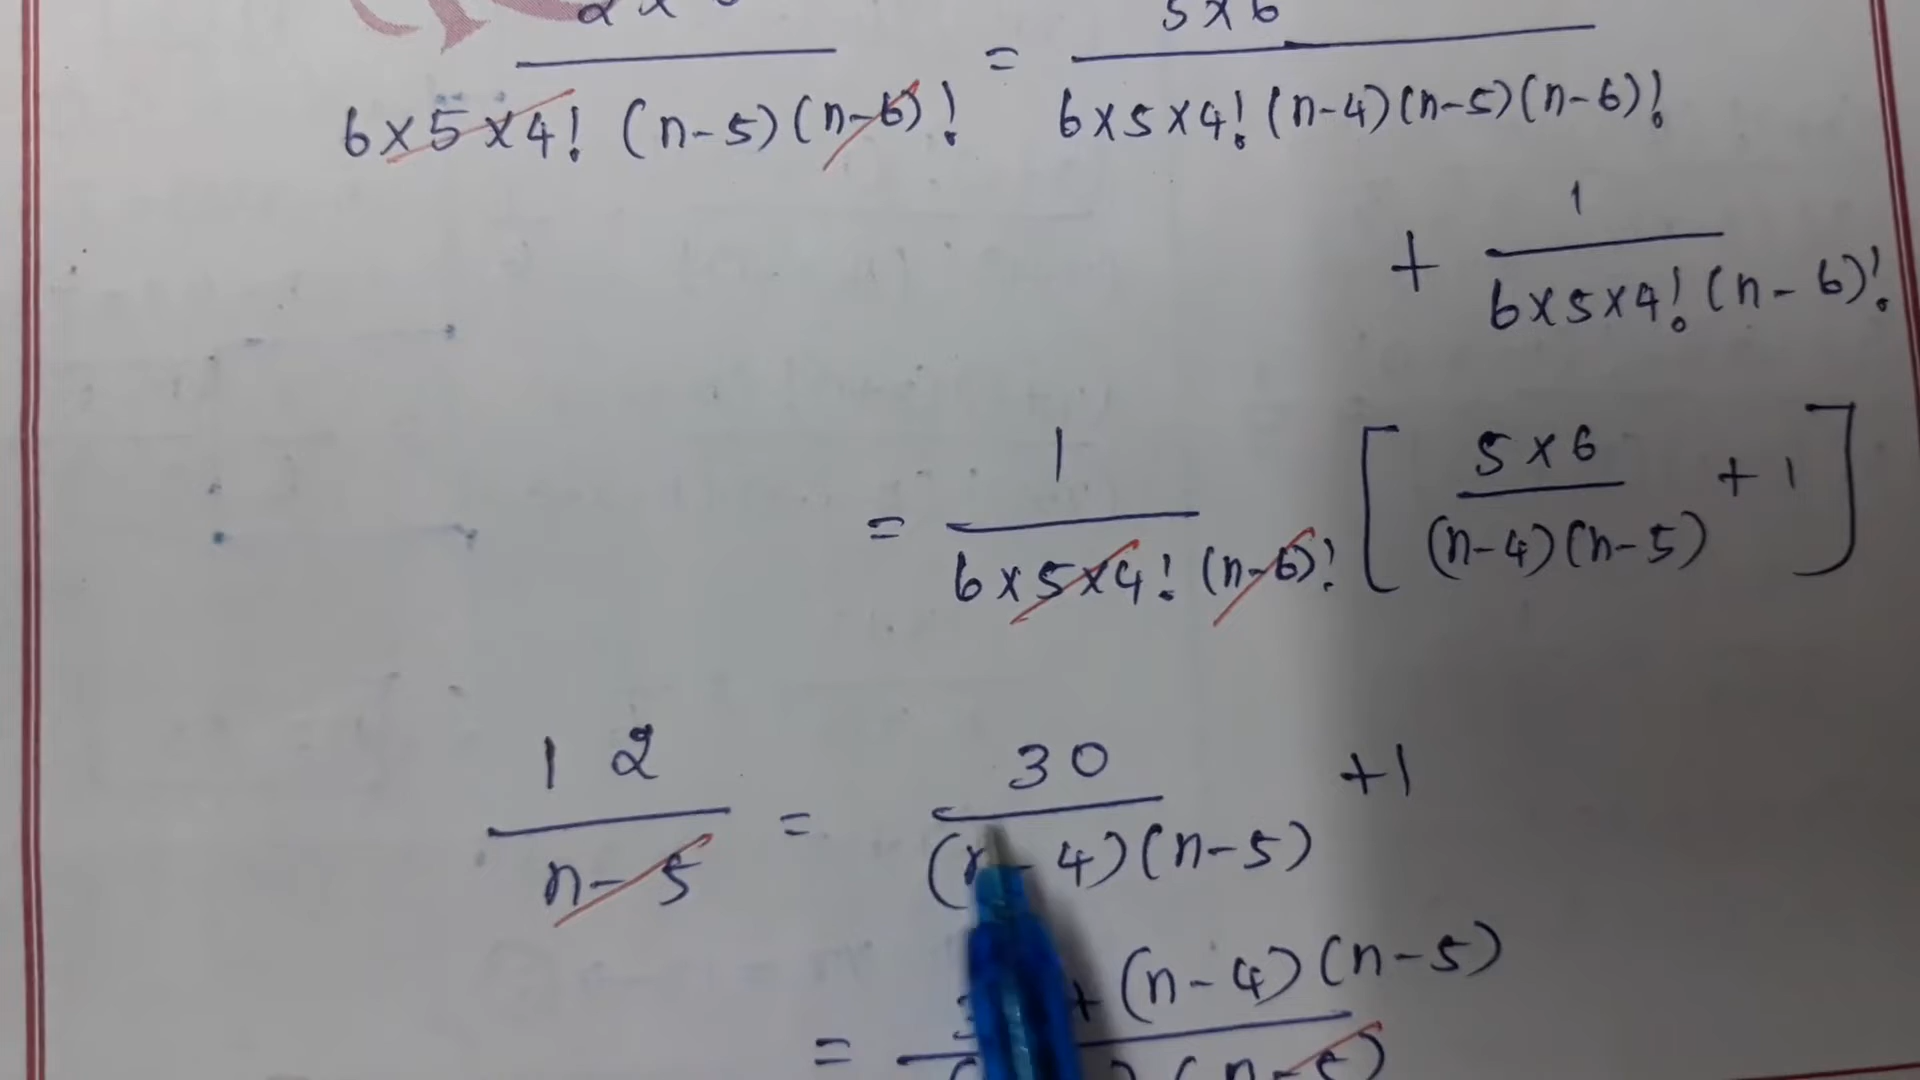 5 x 6
6 x 5 x 4! (n-5)(n-6)! = 6 x 5 x 4! (n-4)(n-5)(n-6)!
+ 1
6 x 5 x 4! (n-6)!
= 1 / 6 x 5 x 4! (n-6)! [ 5 x 6 / (n-4)(n-5) + 1 ]
12 / n-5 = 30 / (n-4)(n-5) + 1
+ (n-4)(n-5)
= (n-5)